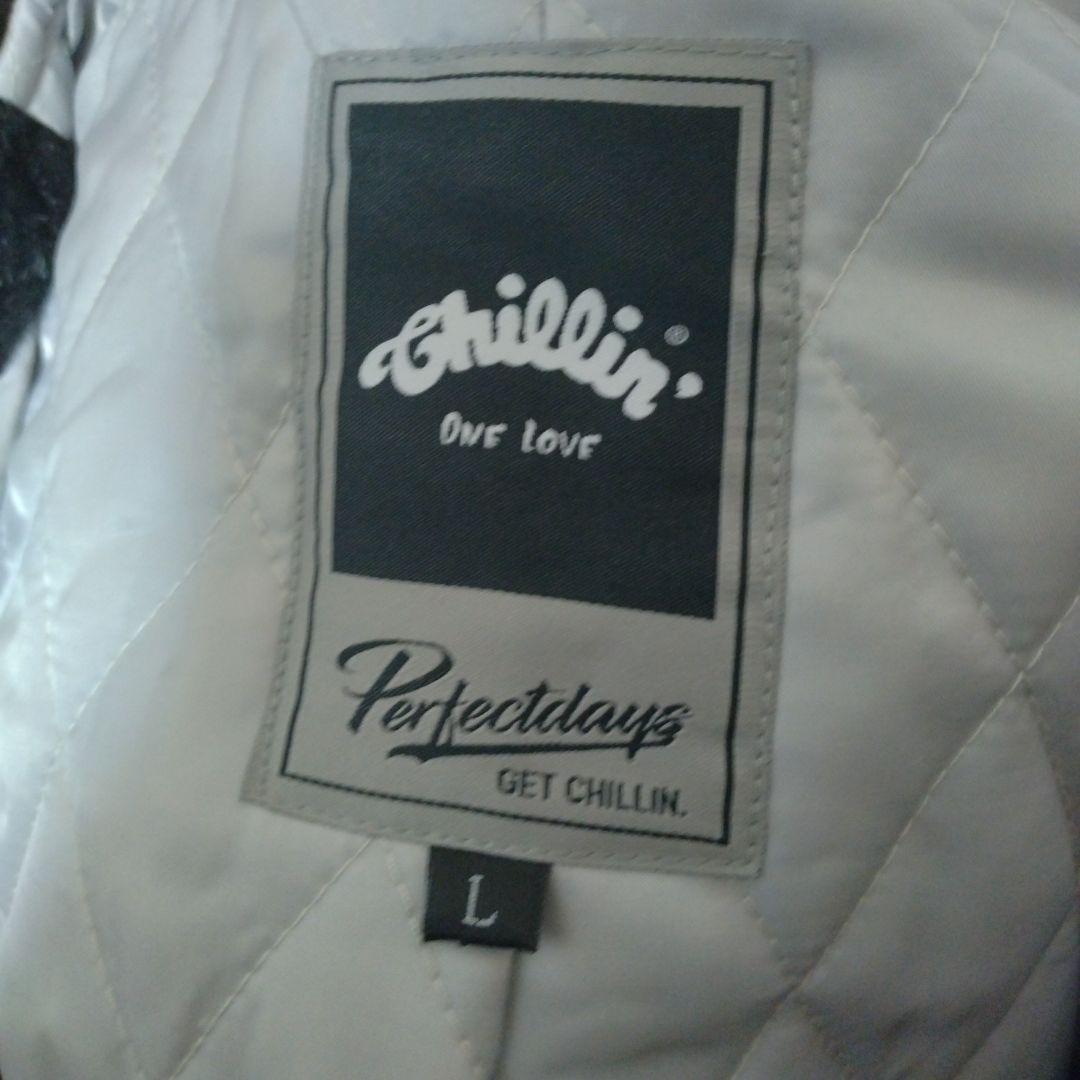 Chillin'®
ONE LOVE
Perfectdays
GET CHILLIN.
L